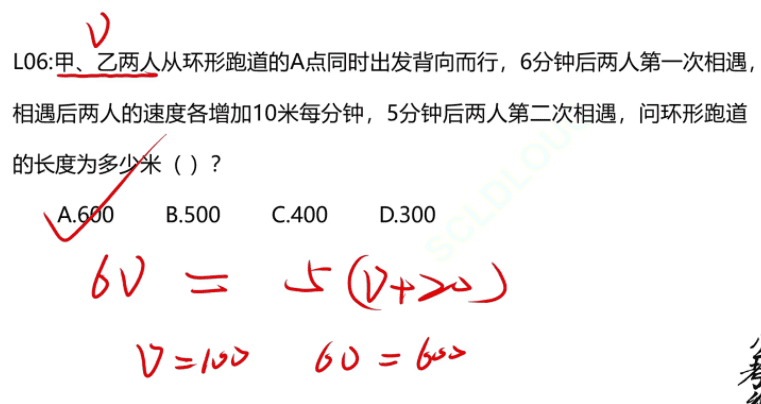 V
L06:甲、乙两人从环形跑道的A点同时出发背向而行，6分钟后两人第一次相遇，
相遇后两人的速度各增加10米每分钟，5分钟后两人第二次相遇，问环形跑道
的长度为多少米（ ）？
A.600 B.500 C.400 D.300
SCLDLOU
6V = 5(V+20)
V=100 6V=600
考